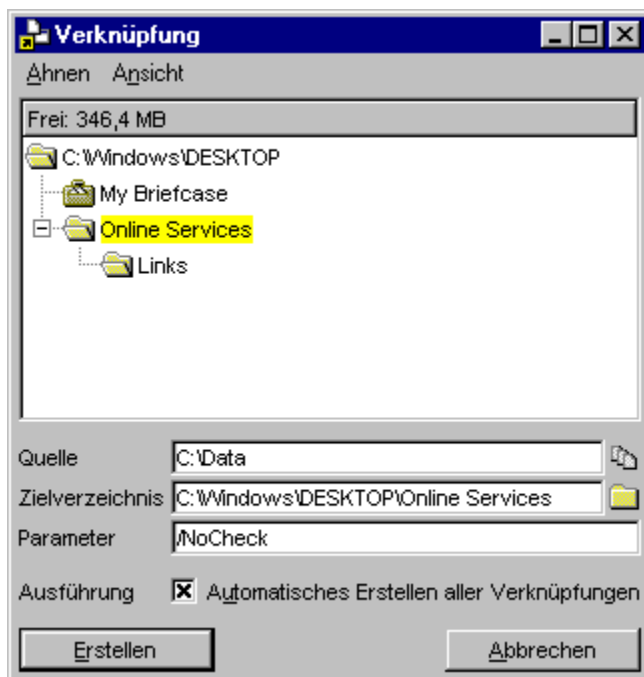 Verknüpfung
Ahnen Ansicht
Frei: 346,4 MB
C:\Windows\DESKTOP
My Briefcase
Online Services
Links
Quelle C:\Data
Zielverzeichnis C:\Windows\DESKTOP\Online Services
Parameter /NoCheck
Ausführung Automatisches Erstellen aller Verknüpfungen
Erstellen Abbrechen